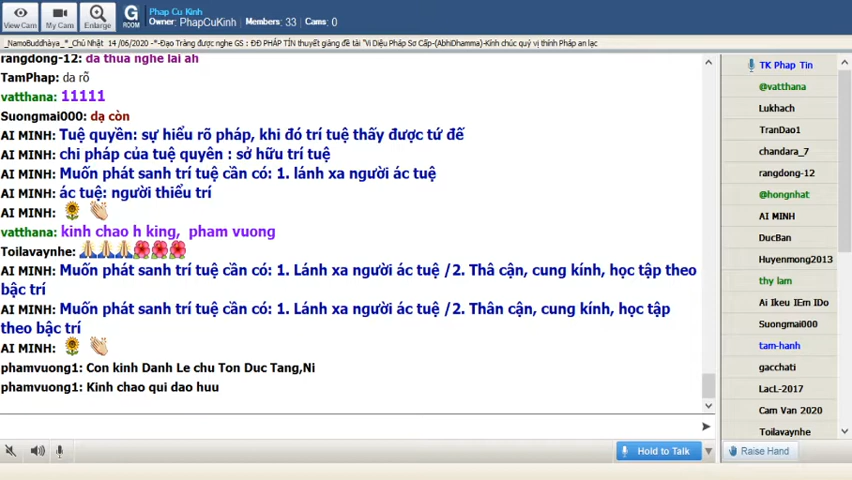 View Cam
My Cam
Enlarge
G
ROOM
Phap Cu Kinh
Owner: PhapCuKinh Members: 33 Cams: 0
_NamoBuddhàya_*_Chủ Nhật 14 /06/2020 -*-Đạo Tràng được nghe GS : ĐĐ PHÁP TÍN thuyết giảng đề tài "Vi Diệu Pháp Sơ Cấp-(AbhiDhamma)-Kính chúc quý vị thính Pháp an lạc
rangdong-12: da thua nghe lai ah
TamPhap: da rõ
vatthana: 11111
Suongmai000: dạ còn
AI MINH: Tuệ quyền: sự hiểu rõ pháp, khi đó trí tuệ thấy được tứ đế
AI MINH: chi pháp của tuệ quyên : sở hữu trí tuệ
AI MINH: Muốn phát sanh trí tuệ cần có: 1. lánh xa người ác tuệ
AI MINH: ác tuệ: người thiểu trí
AI MINH:
vatthana: kinh chao h king, pham vuong
Toilavaynhe:
AI MINH: Muốn phát sanh trí tuệ cần có: 1. Lánh xa người ác tuệ /2. Thâ cận, cung kính, học tập theo
bậc trí
AI MINH: Muốn phát sanh trí tuệ cần có: 1. Lánh xa người ác tuệ /2. Thân cận, cung kính, học tập
theo bậc trí
AI MINH:
phamvuong1: Con kinh Danh Le chu Ton Duc Tang,Ni
phamvuong1: Kinh chao qui dao huu
Hold to Talk
TK Phap Tin
@vatthana
Lukhach
TranDao1
chandara_7
rangdong-12
@hongnhat
AI MINH
DucBan
Huyenmong2013
thy lam
Ai Ikeu IEm IDo
Suongmai000
tam-hanh
gacchati
LacL-2017
Cam Van 2020
Toilavaynhe
Raise Hand